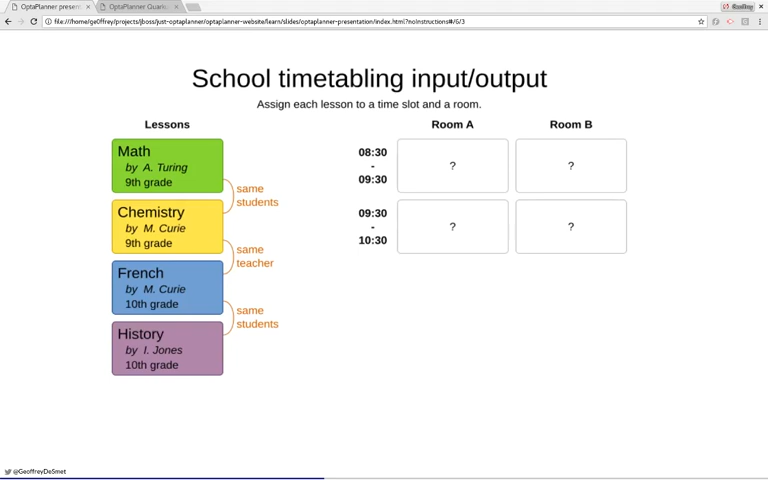 OptaPlanner presen
OptaPlanner Quark
file:///home/ge0ffrey/projects/jboss/just-optaplanner/optaplanner-website/learn/slides/optaplanner-presentation/index.html?noInstructions#/6/3
School timetabling input/output
Assign each lesson to a time slot and a room.
Lessons
Room A
Room B
Math
by A. Turing
9th grade
same
students
Chemistry
by M. Curie
9th grade
same
teacher
French
by M. Curie
10th grade
same
students
History
by I. Jones
10th grade
08:30
-
09:30
?
?
09:30
-
10:30
?
?
@GeoffreyDeSmet